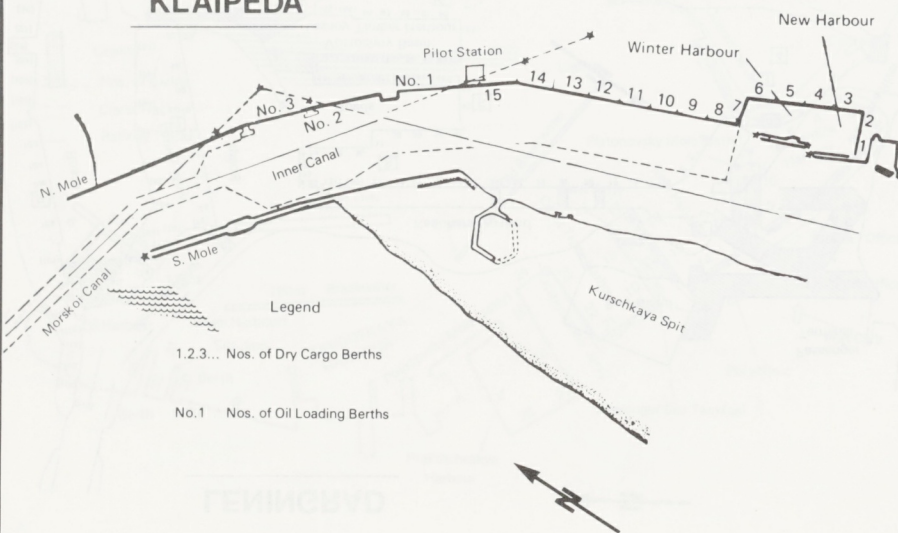 KLAIPEDA
New Harbour
Winter Harbour
Pilot Station
No. 1
15
14
13
12
11
10
9
8
7
6
5
4
3
2
1
No. 3
No. 2
Inner Canal
N. Mole
S. Mole
Morskoi Canal
Kurschkaya Spit
Legend
1.2.3... Nos. of Dry Cargo Berths
No.1 Nos. of Oil Loading Berths
N
LENINGRAD